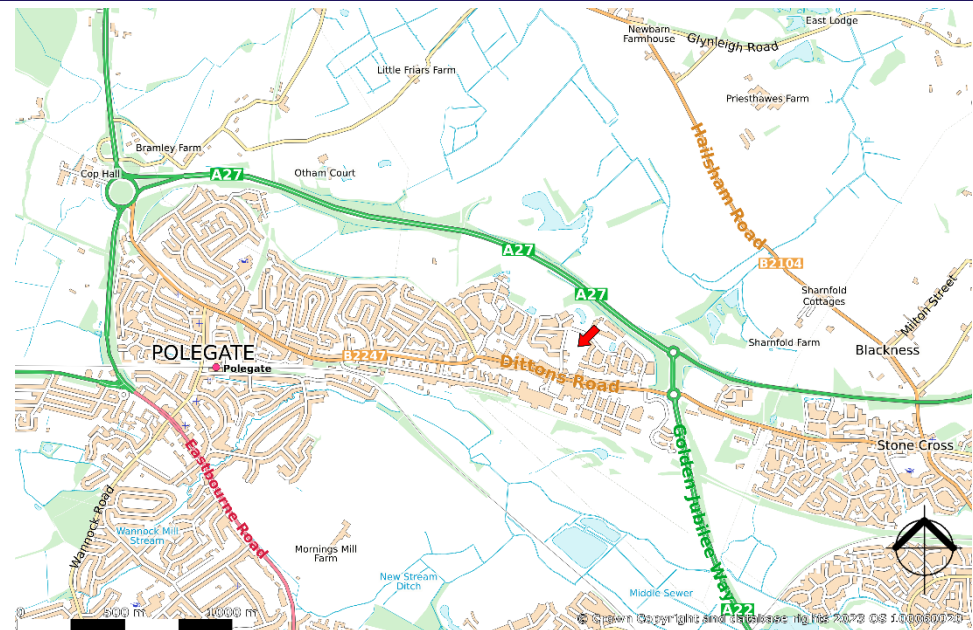 East Lodge
Newbarn
Farmhouse
Glynleigh Road
Little Friars Farm
Priesthawes Farm
Hailsham Road
Bramley Farm
Cop Hall
A27
Otham Court
A27
B2104
A27
Sharnfold
Cottages
Milton Street
Sharnfold Farm
Blackness
POLEGATE
B2247
Polegate
Dittons Road
Stone Cross
Eastbourne Road
Golden Jubilee Way
Wannock Road
Wannock Mill
Stream
Mornings Mill
Farm
New Stream
Ditch
Middle Sewer
A22
0 500 m 1000 m
© Crown Copyright and database rights 2023 OS 100060020